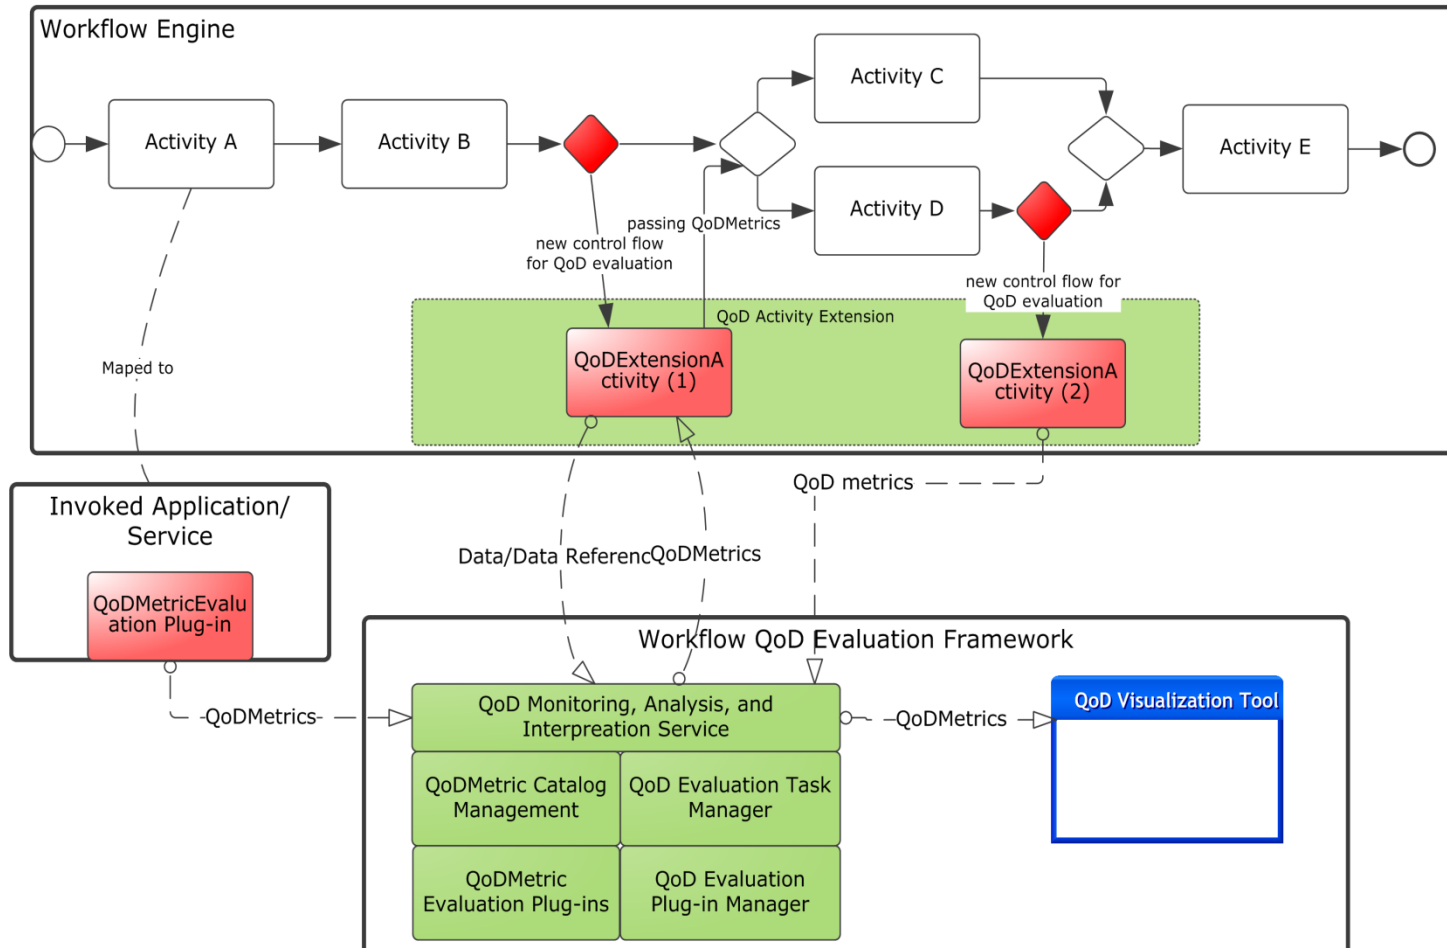 Workflow Engine
Activity A
Activity B
Activity C
Activity D
Activity E
passing QoDMetrics
new control flow
for QoD evaluation
new control flow for
QoD evaluation
QoD Activity Extension
QoDExtensionA
ctivity (1)
QoDExtensionA
ctivity (2)
Maped to
Invoked Application/
Service
QoDMetricEvalu
ation Plug-in
QoD metrics
Data/Data Referenc
QoDMetrics
Workflow QoD Evaluation Framework
QoDMetrics
QoD Monitoring, Analysis, and
Interpreation Service
QoDMetrics
QoD Visualization Tool
QoDMetric Catalog
Management
QoD Evaluation Task
Manager
QoDMetric
Evaluation Plug-ins
QoD Evaluation
Plug-in Manager